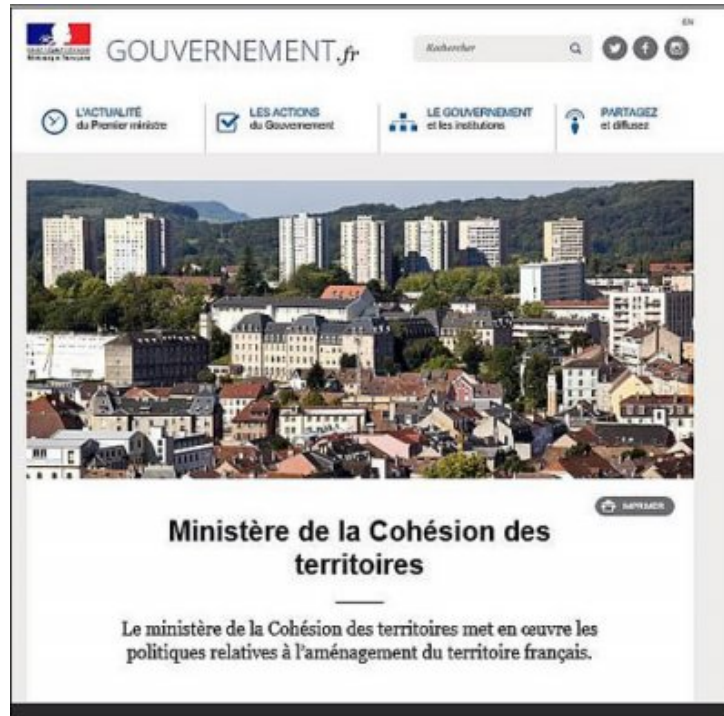 EN
GOUVERNEMENT.fr
Rechercher
L'ACTUALITÉ
du Premier ministre
LES ACTIONS
du Gouvernement
LE GOUVERNEMENT
et les institutions
PARTAGEZ
et diffusez
IMPRIMER
Ministère de la Cohésion des
territoires
Le ministère de la Cohésion des territoires met en œuvre les
politiques relatives à l'aménagement du territoire français.